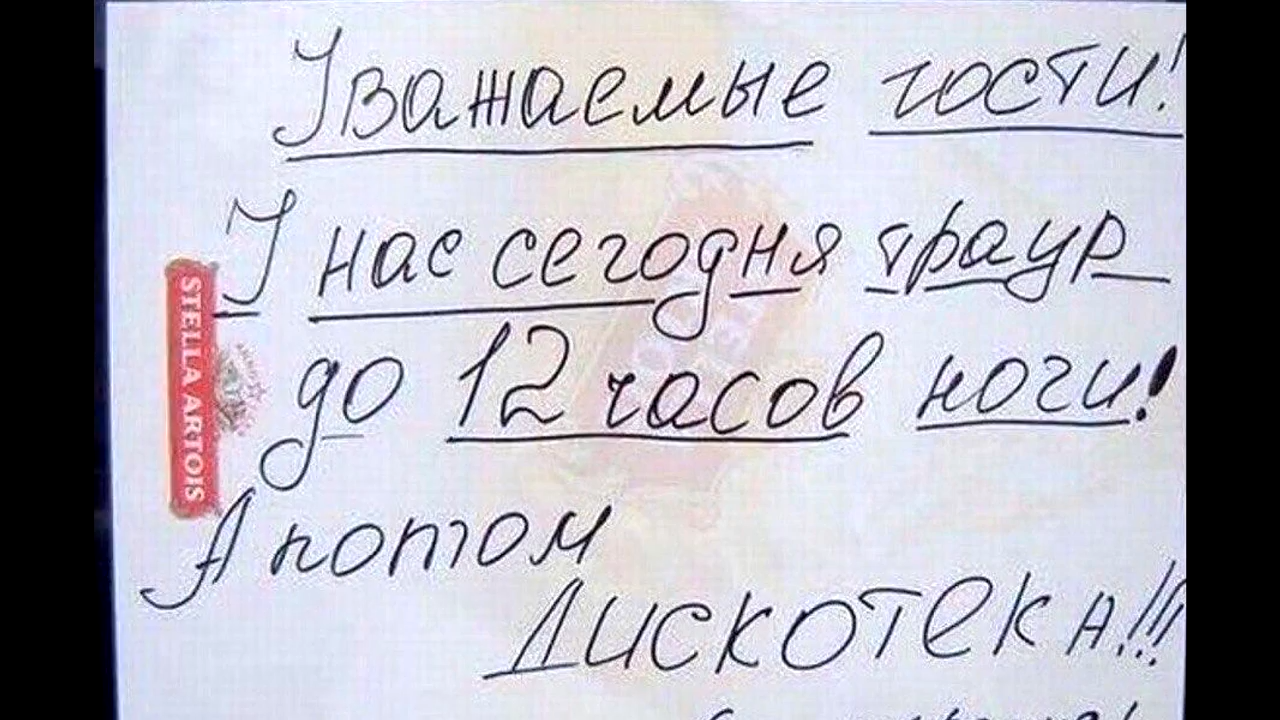 Уважаемые гости!
У нас сегодня траур
до 12 часов ночи!
А потом
ДИСКОТЕКА!!!
STELLA ARTOIS